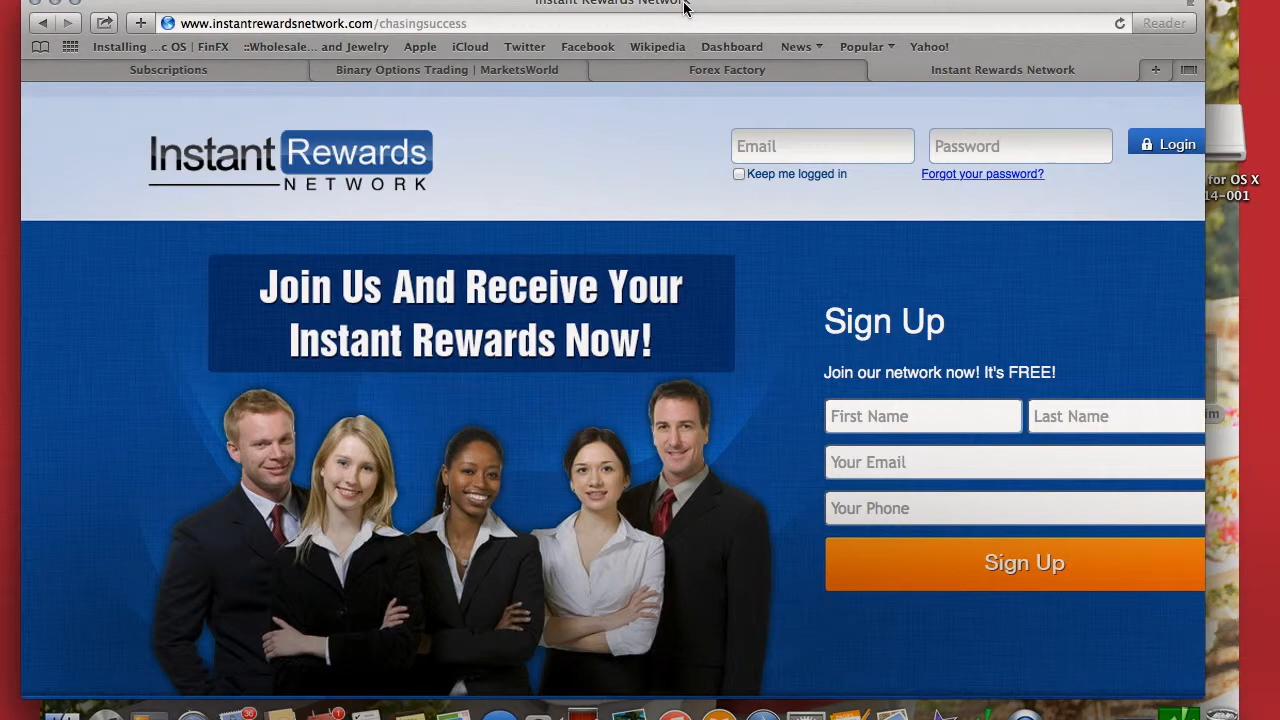 Instant Rewards Network
www.instantrewardsnetwork.com/chasingsuccess
Reader
Installing ...c OS | FinFX
::Wholesale... and Jewelry
Apple
iCloud
Twitter
Facebook
Wikipedia
Dashboard
News
Popular
Yahoo!
Subscriptions
Binary Options Trading | MarketsWorld
Forex Factory
Instant Rewards Network
Instant Rewards
NETWORK
Email
Password
Login
Keep me logged in
Forgot your password?
for OS X
14-001
Join Us And Receive Your
Instant Rewards Now!
Sign Up
Join our network now! It's FREE!
First Name
Last Name
Your Email
Your Phone
Sign Up
36
1